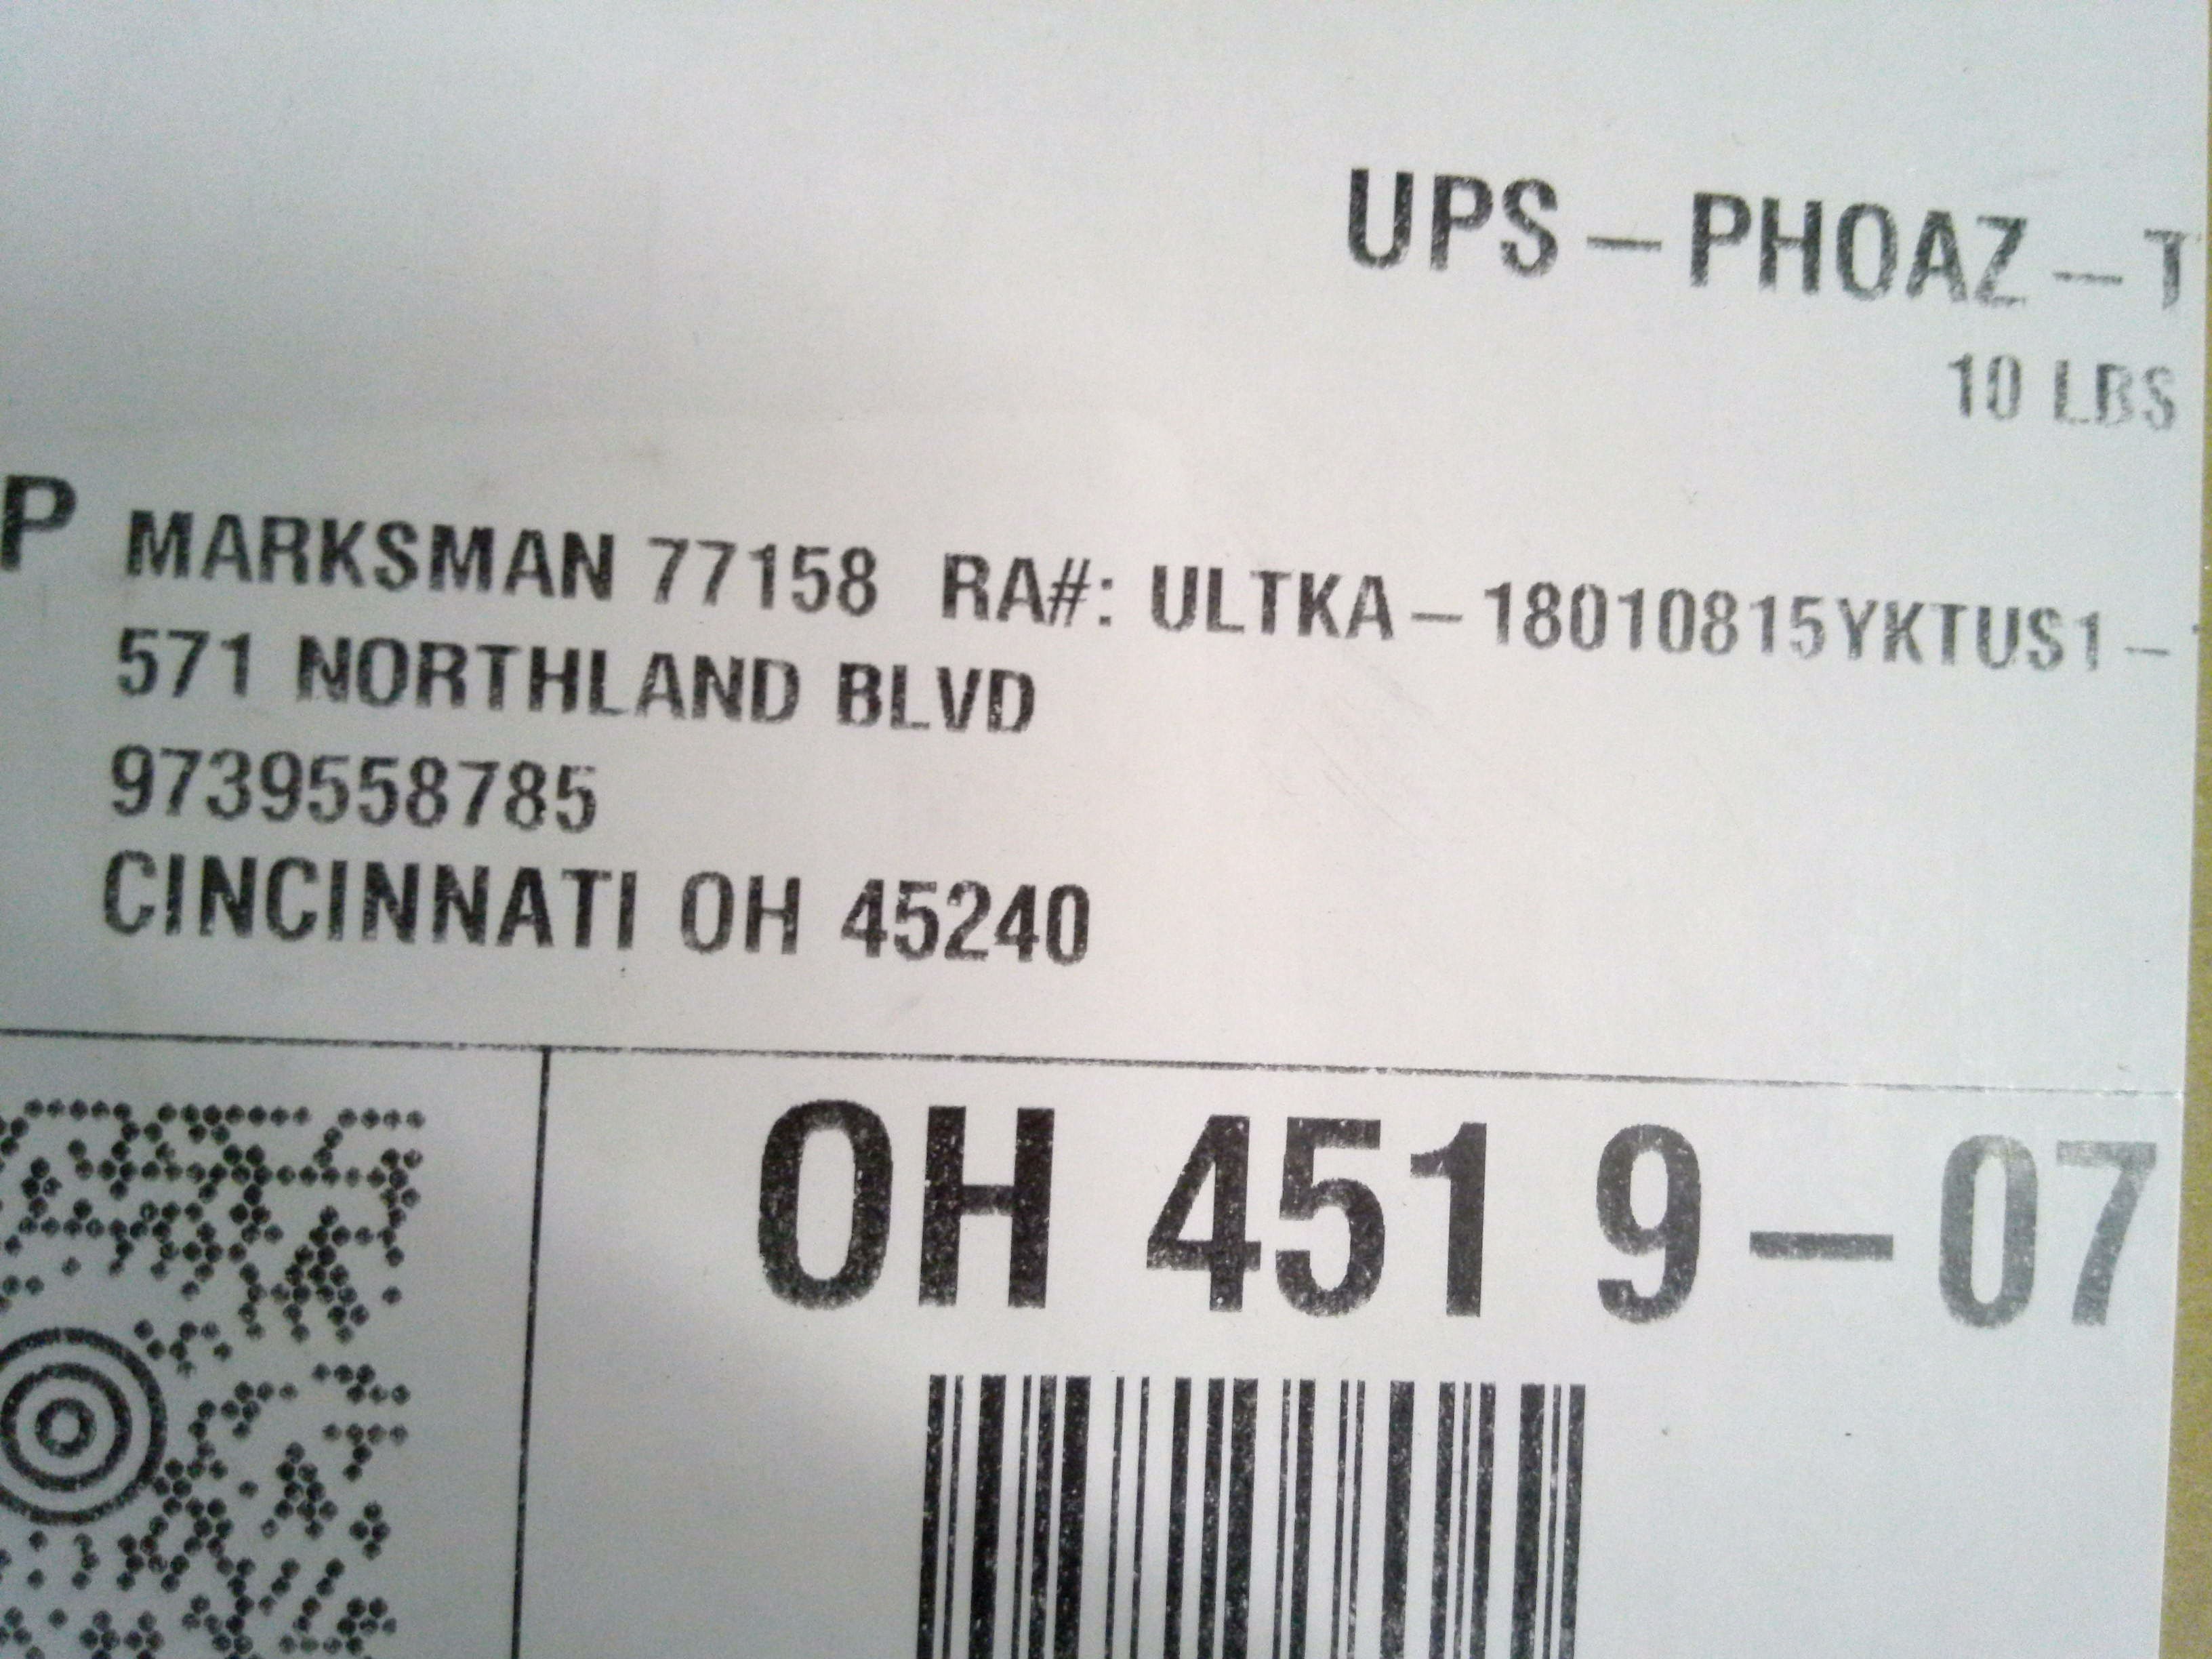 UPS-PHOAZ-T
10 LBS
P MARKSMAN 77158 RA#: ULTKA-18010815YKTUS1-
571 NORTHLAND BLVD
9739558785
CINCINNATI OH 45240
OH 451 9-07